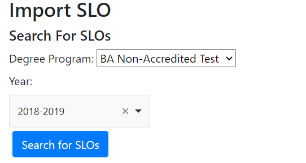 Import SLO
Search For SLOs
Degree Program: BA Non-Accredited Test
Year:
2018-2019
Search for SLOs